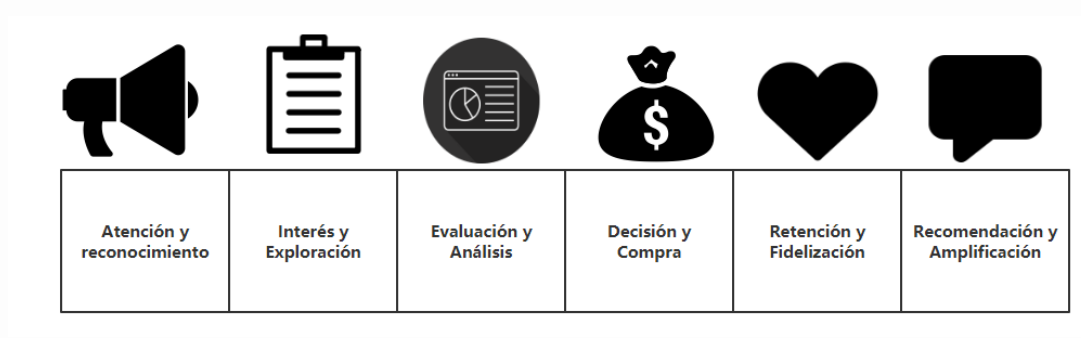 Atención y
reconocimiento
Interés y
Exploración
Evaluación y
Análisis
Decisión y
Compra
Retención y
Fidelización
Recomendación y
Amplificación
$